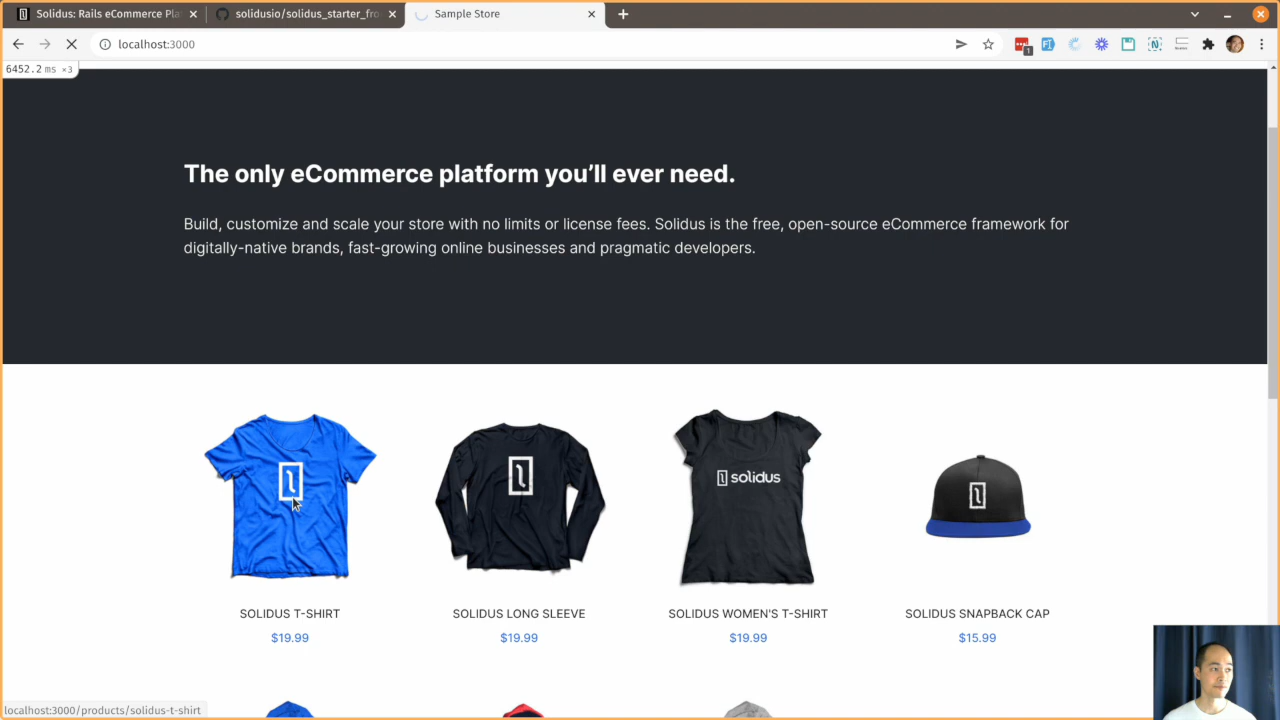 Solidus: Rails eCommerce Pla
solidusio/solidus_starter_fro
Sample Store
localhost:3000
1
6452.2 ms ×3
The only eCommerce platform you’ll ever need.
Build, customize and scale your store with no limits or license fees. Solidus is the free, open-source eCommerce framework for
digitally-native brands, fast-growing online businesses and pragmatic developers.
solidus
SOLIDUS T-SHIRT
SOLIDUS LONG SLEEVE
SOLIDUS WOMEN'S T-SHIRT
SOLIDUS SNAPBACK CAP
$19.99
$19.99
$19.99
$15.99
localhost:3000/products/solidus-t-shirt